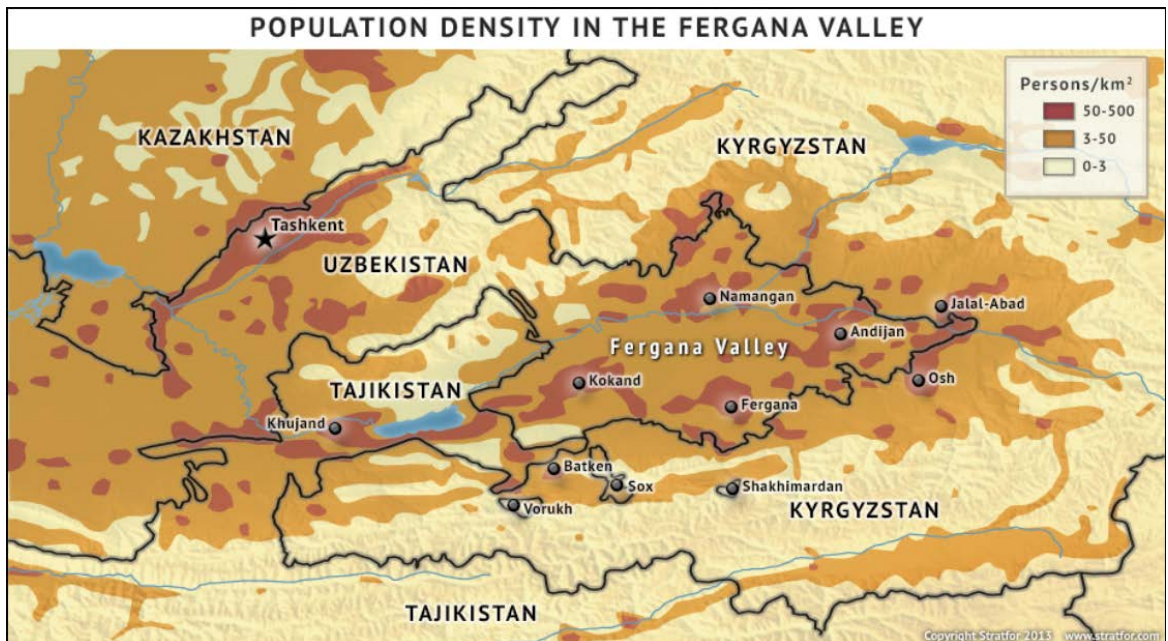 POPULATION DENSITY IN THE FERGANA VALLEY
Persons/km²
50-500
3-50
0-3
KAZAKHSTAN
KYRGYZSTAN
Tashkent
UZBEKISTAN
Namangan
Jalal-Abad
Andijan
Fergana Valley
TAJIKISTAN
Kokand
Osh
Fergana
Khujand
Batken
Sox
Shakhimardan
Vorukh
KYRGYZSTAN
TAJIKISTAN
Copyright Stratfor 2013 www.stratfor.com